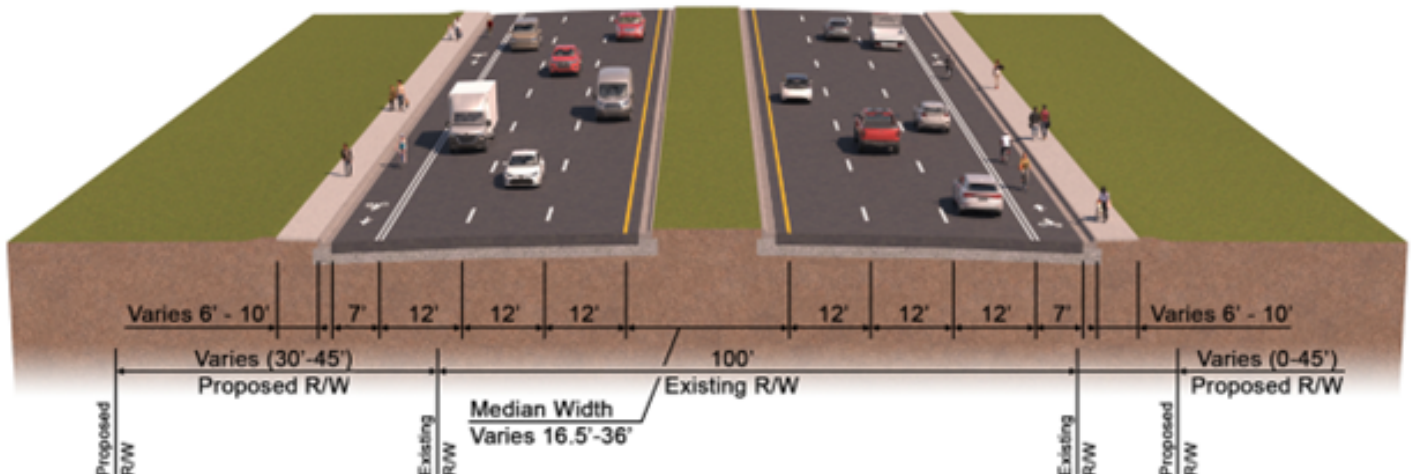 Varies 6' - 10' 7' 12' 12' 12' 12' 12' 12' 7' Varies 6' - 10'
Varies (30'-45') 100' Varies (0-45')
Proposed R/W Existing R/W Proposed R/W
Median Width
Varies 16.5'-36'
Proposed
R/W
Existing
R/W
Existing
R/W
Proposed
R/W